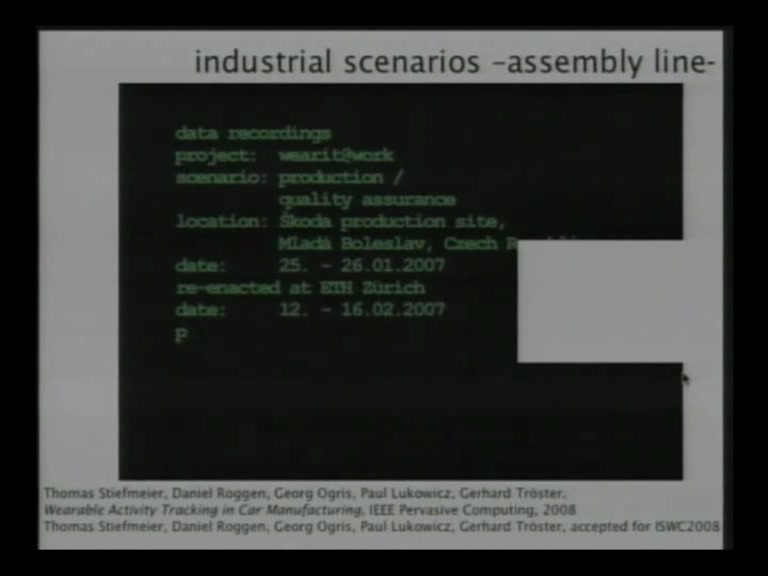 industrial scenarios –assembly line-
data recordings
project: wearit@work
scenario: production /
quality assurance
location: Škoda production site,
Mladá Boleslav, Czech
date: 25. - 26.01.2007
re-enacted at ETH Zürich
date: 12. - 16.02.2007
p
Thomas Stiefmeier, Daniel Roggen, Georg Ogris, Paul Lukowicz, Gerhard Tröster,
Wearable Activity Tracking in Car Manufacturing, IEEE Pervasive Computing, 2008
Thomas Stiefmeier, Daniel Roggen, Georg Ogris, Paul Lukowicz, Gerhard Tröster, accepted for ISWC2008